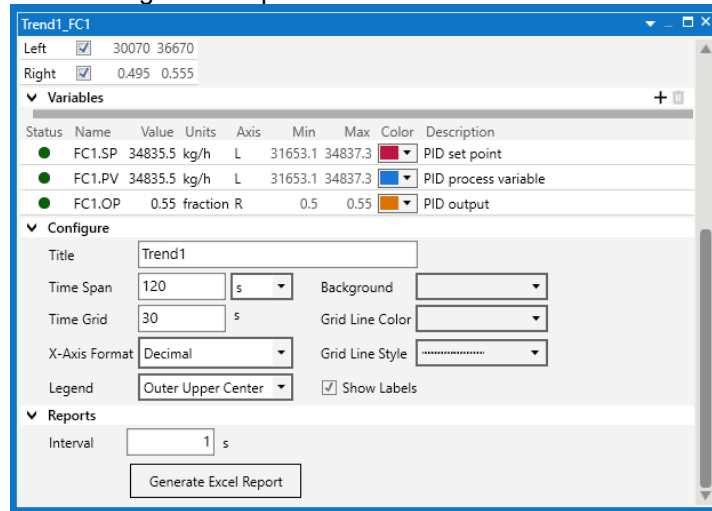 Trend1_FC1
Left 30070 36670
Right 0.495 0.555
Variables
Status Name Value Units Axis Min Max Color Description
FC1.SP 34835.5 kg/h L 31653.1 34837.3 PID set point
FC1.PV 34835.5 kg/h L 31653.1 34837.3 PID process variable
FC1.OP 0.55 fraction R 0.5 0.55 PID output
Configure
Title Trend1
Time Span 120 s Background
Time Grid 30 s Grid Line Color
X-Axis Format Decimal Grid Line Style
Legend Outer Upper Center Show Labels
Reports
Interval 1 s
Generate Excel Report